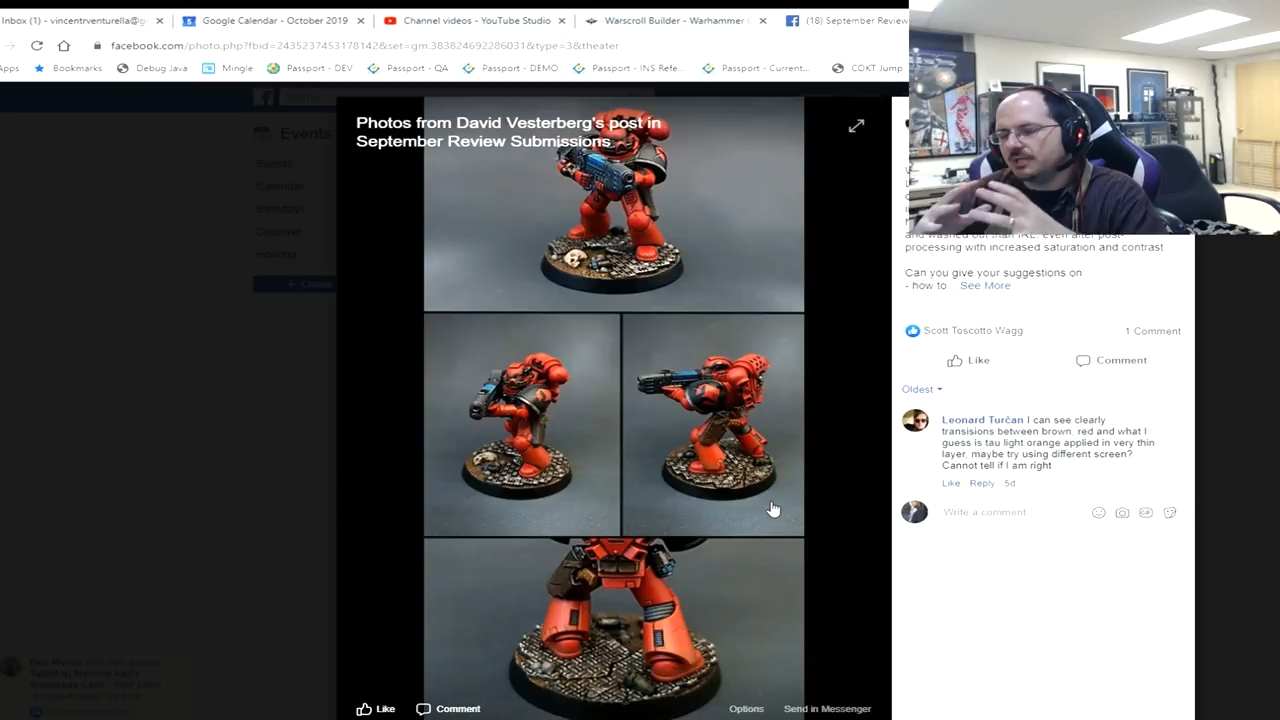 Inbox (1) - vincentrventurella@g
Google Calendar - October 2019
Channel videos - YouTube Studio
Warscroll Builder - Warhammer
(18) September Review
facebook.com/photo.php?fbid=2435237453178142&set=gm.383824692286031&type=3&theater
Apps
Bookmarks
Debug Java
Mingle
Passport - DEV
Passport - QA
Passport - DEMO
Passport - INS Refe...
Passport - Current...
COKT Jump
Photos from David Vesterberg's post in
September Review Submissions
Events
Events
Calendar
Birthdays
Discover
Hosting
and washed out than IRL, even after post-
processing with increased saturation and contrast
Can you give your suggestions on
- how to... See More
Scott Toscotto Wagg
1 Comment
Like
Comment
Oldest
Leonard Turčan I can see clearly
transisions between brown, red and what I
guess is tau light orange applied in very thin
layer, maybe try using different screen?
Cannot tell if I am right
Like Reply 5d
Write a comment
Like
Comment
Options
Send in Messenger